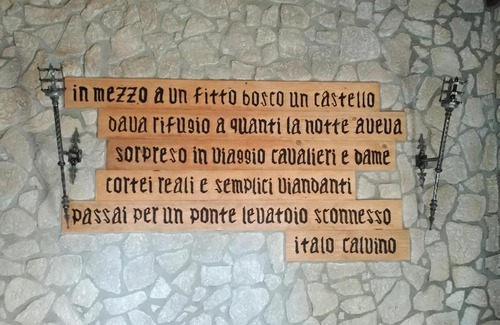 in mezzo a un fitto bosco un castello
dava rifugio a quanti la notte aveva
sorpreso in viaggio cavalieri e dame
cortei reali e semplici viandanti
passai per un ponte levatoio sconnesso
italo calvino